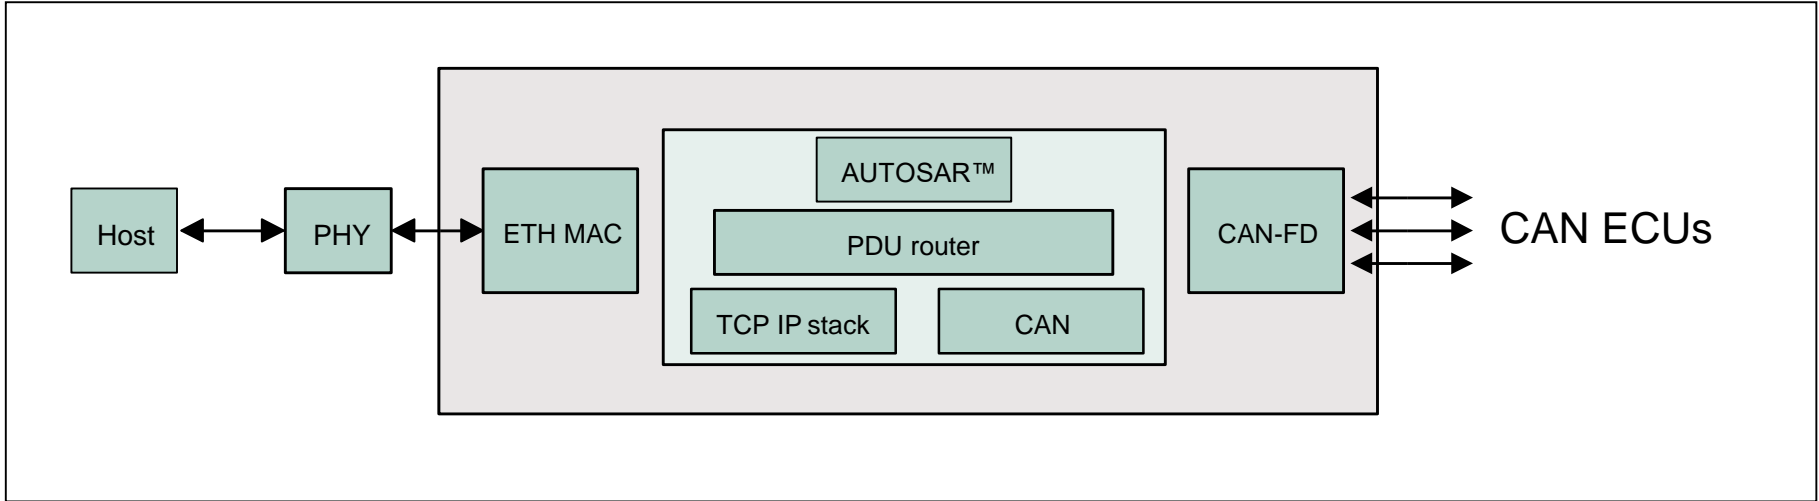 Host
PHY
ETH MAC
AUTOSAR™
PDU router
TCP IP stack
CAN
CAN-FD
CAN ECUs